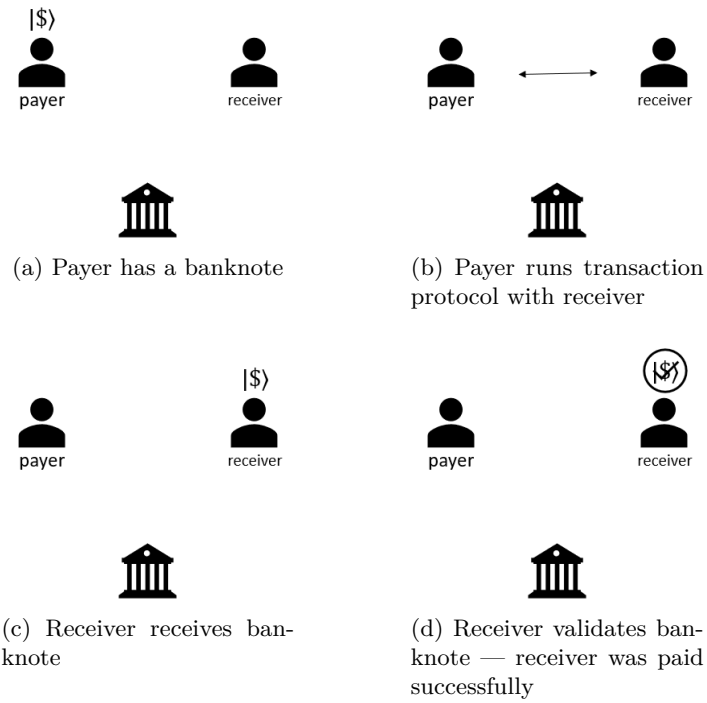 |$⟩
payer
receiver
payer
receiver
(a) Payer has a banknote
(b) Payer runs transaction
protocol with receiver
|$⟩
|$⟩
payer
receiver
payer
receiver
(c) Receiver receives ban-
knote
(d) Receiver validates ban-
knote — receiver was paid
successfully